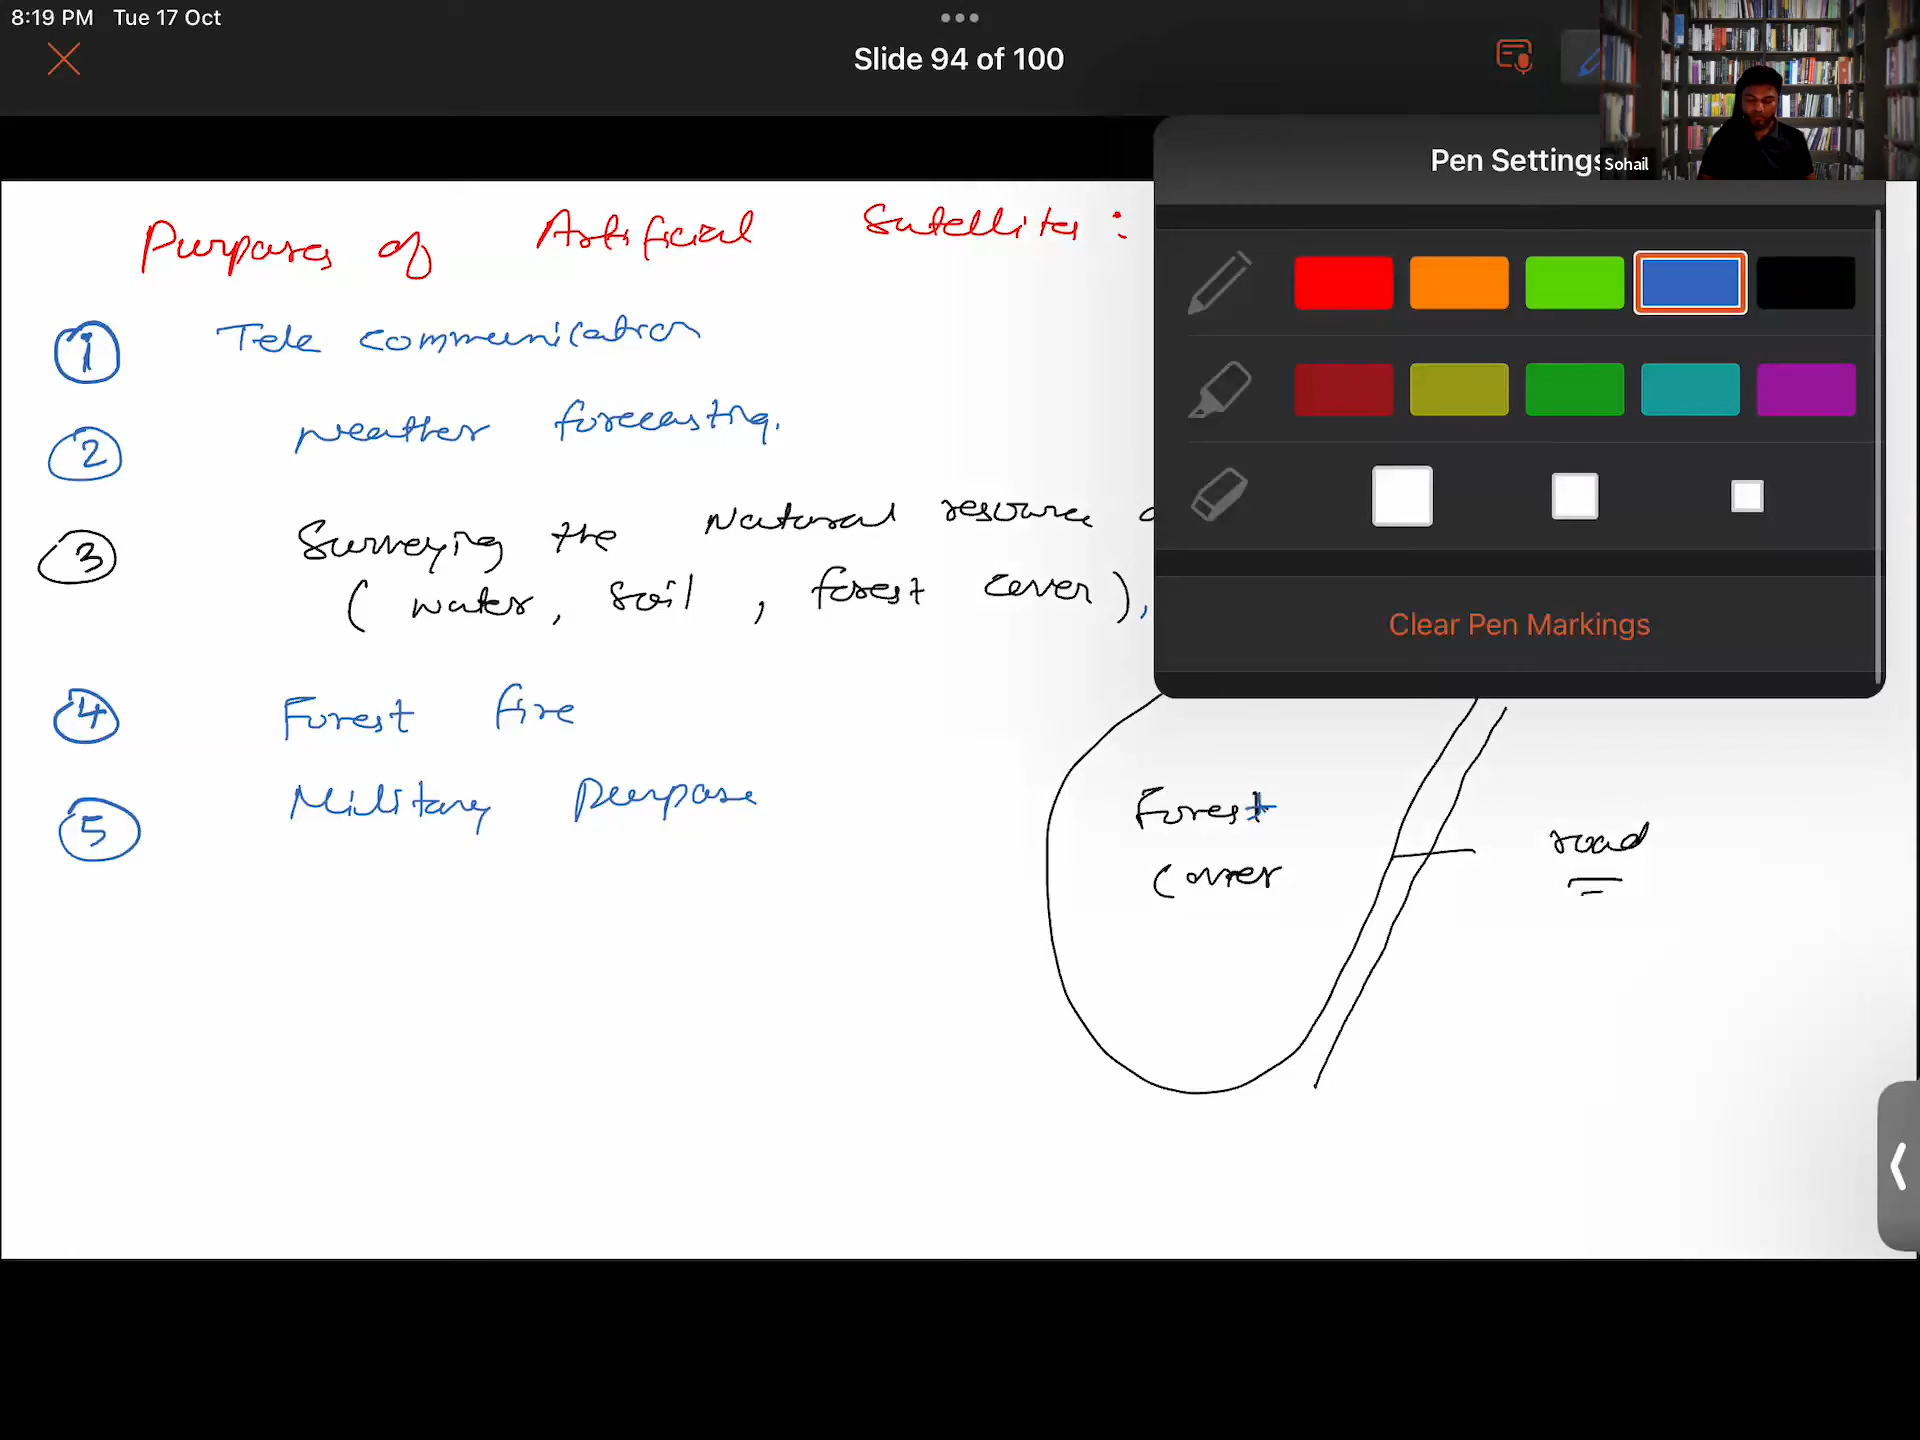 8:19 PM Tue 17 Oct
Slide 94 of 100
Pen Settings
Sohail
Purposes of Artificial Satellites :
1 Tele communication
2 weather forecasting.
3 Surveying the Natural resource
( water, soil , forest cover ),
4 Forest fire
5 Military purpose
Clear Pen Markings
Forest
cover
road